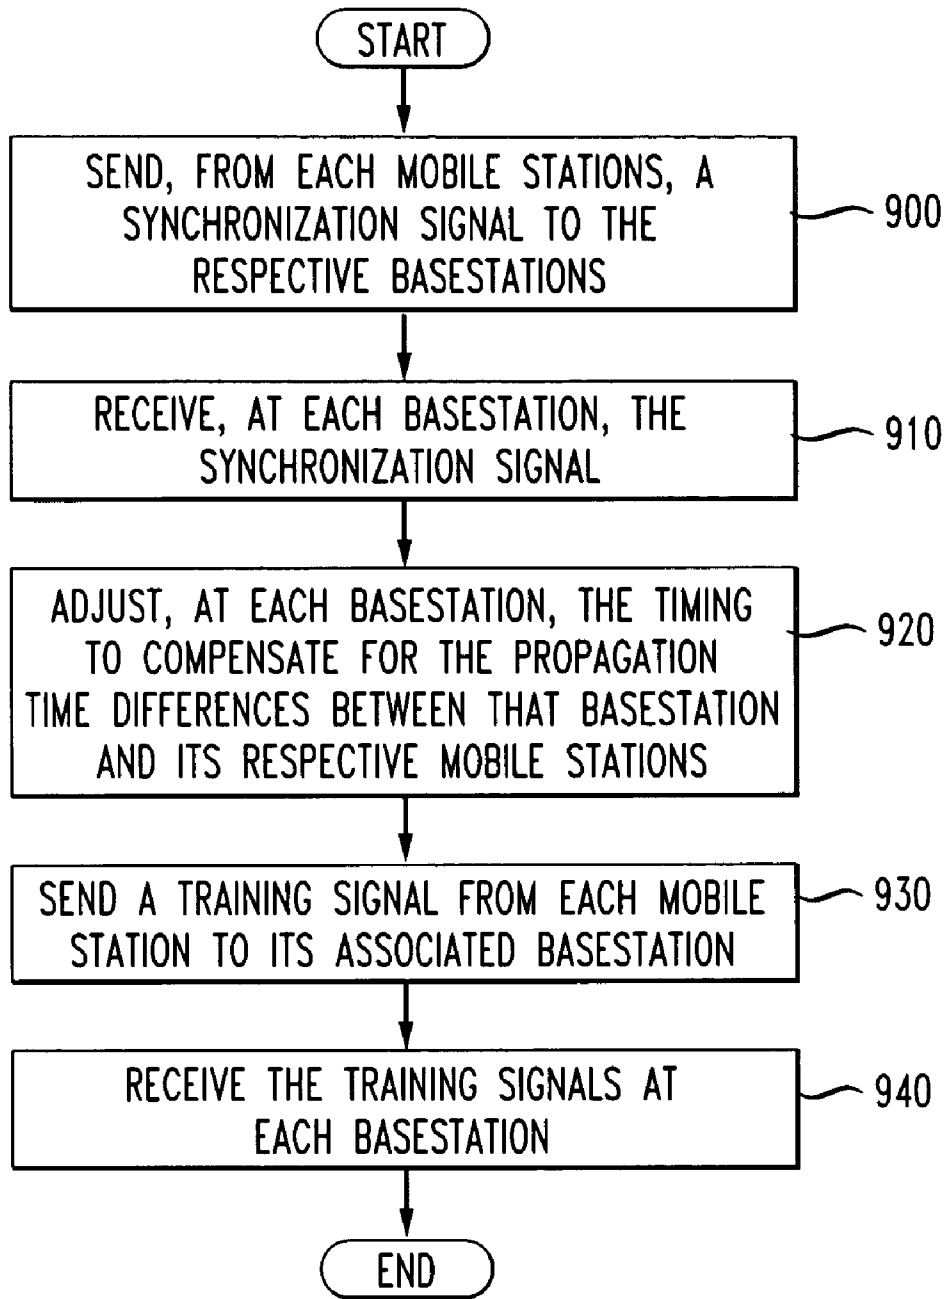 START
SEND, FROM EACH MOBILE STATIONS, A
SYNCHRONIZATION SIGNAL TO THE
RESPECTIVE BASESTATIONS
900
RECEIVE, AT EACH BASESTATION, THE
SYNCHRONIZATION SIGNAL
910
ADJUST, AT EACH BASESTATION, THE TIMING
TO COMPENSATE FOR THE PROPAGATION
TIME DIFFERENCES BETWEEN THAT BASESTATION
AND ITS RESPECTIVE MOBILE STATIONS
920
SEND A TRAINING SIGNAL FROM EACH MOBILE
STATION TO ITS ASSOCIATED BASESTATION
930
RECEIVE THE TRAINING SIGNALS AT
EACH BASESTATION
940
END